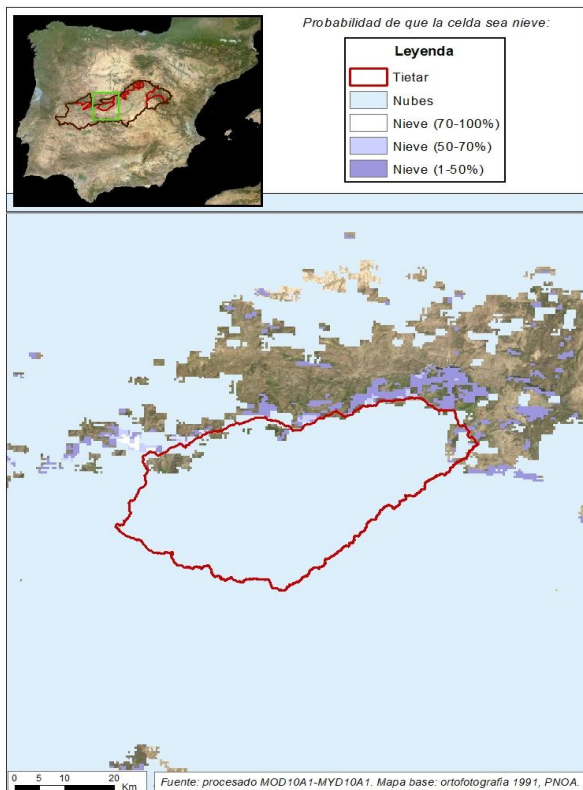 Probabilidad de que la celda sea nieve:
Leyenda
Tietar
Nubes
Nieve (70-100%)
Nieve (50-70%)
Nieve (1-50%)
0 5 10 20
Km
Fuente: procesado MOD10A1-MYD10A1. Mapa base: ortofotografia 1991, PNOA.